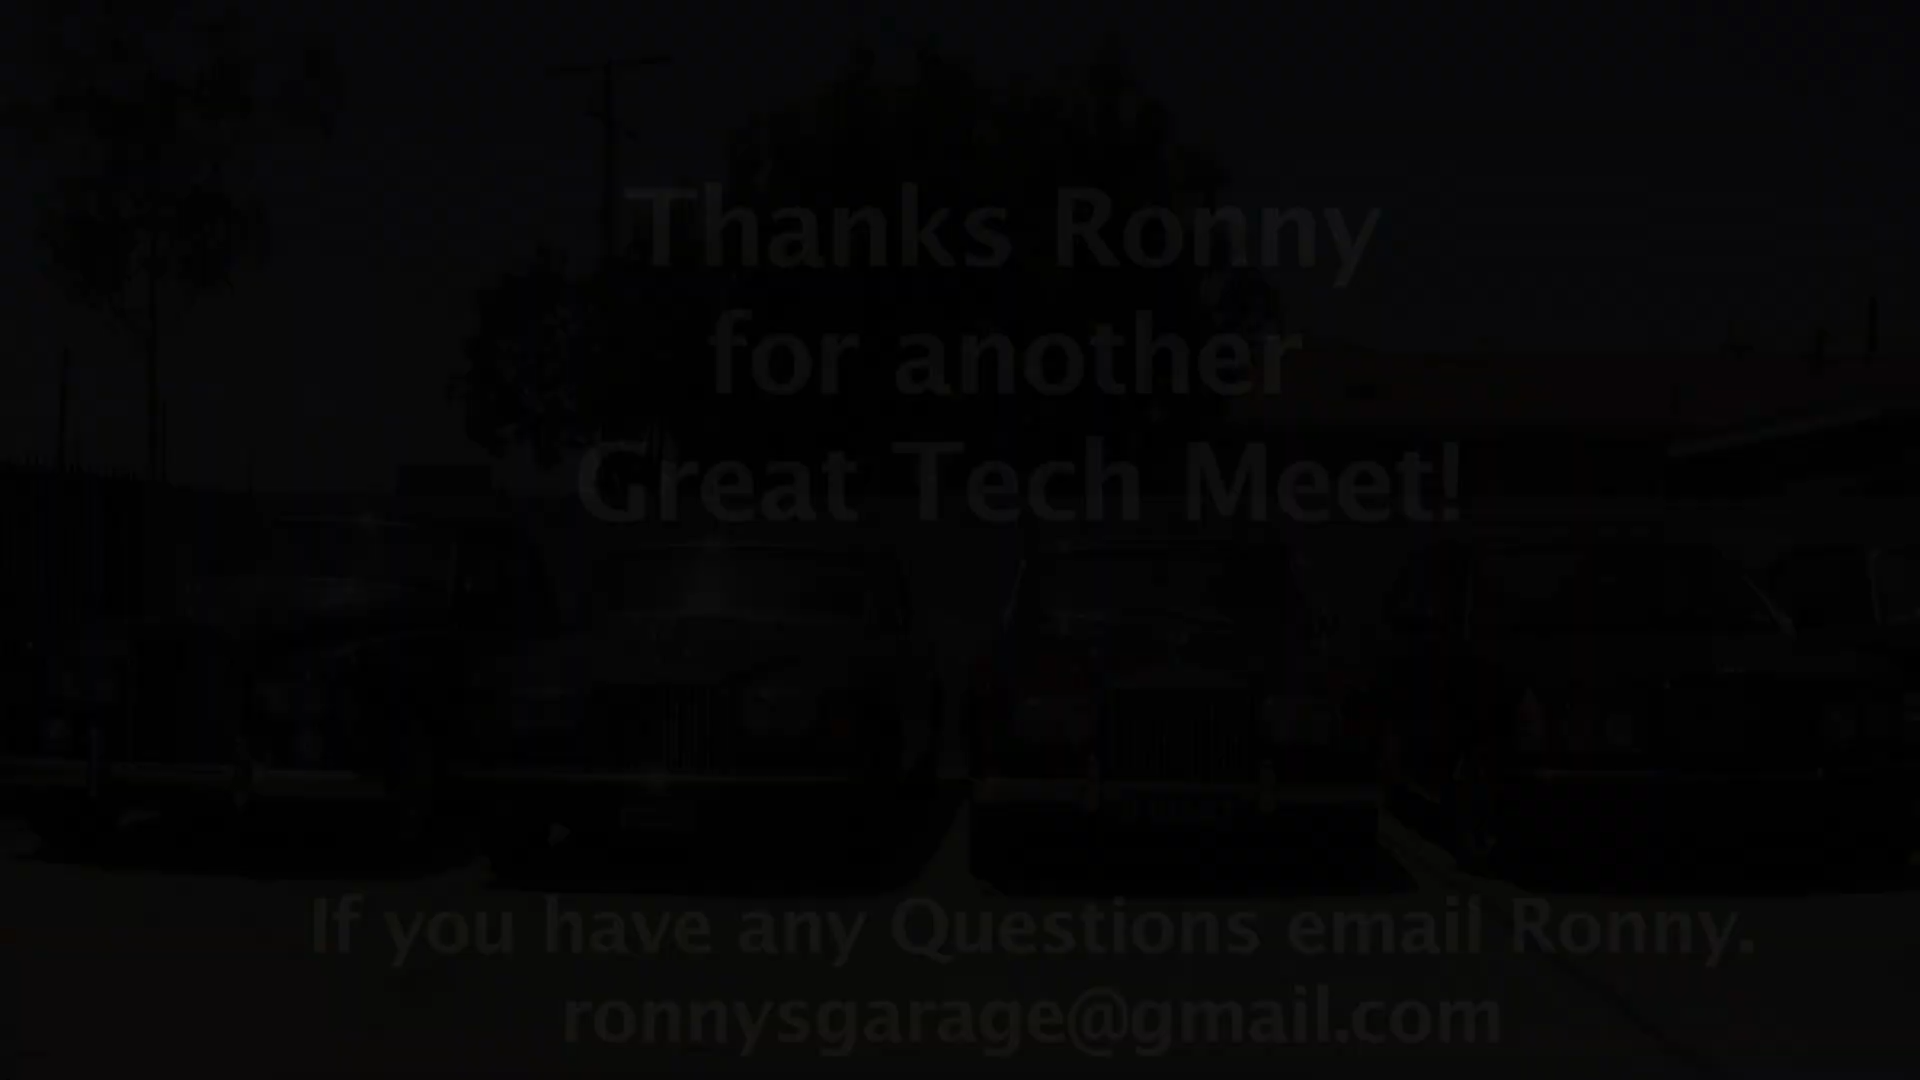 Thanks Ronny
for another
Great Tech Meet!
If you have any Questions email Ronny.
ronnysgarage@gmail.com